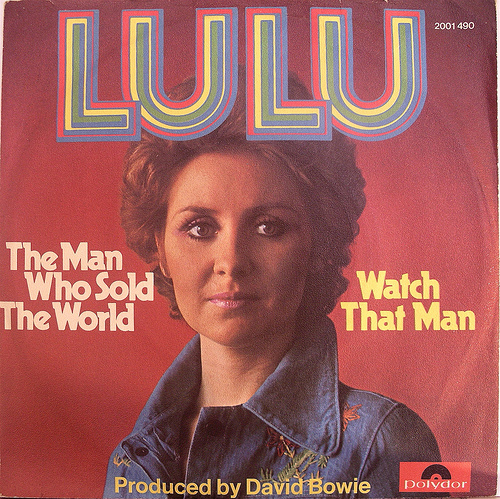 LULU
2001 490
The Man
Who Sold
The World
Watch
That Man
Produced by David Bowie
polydor